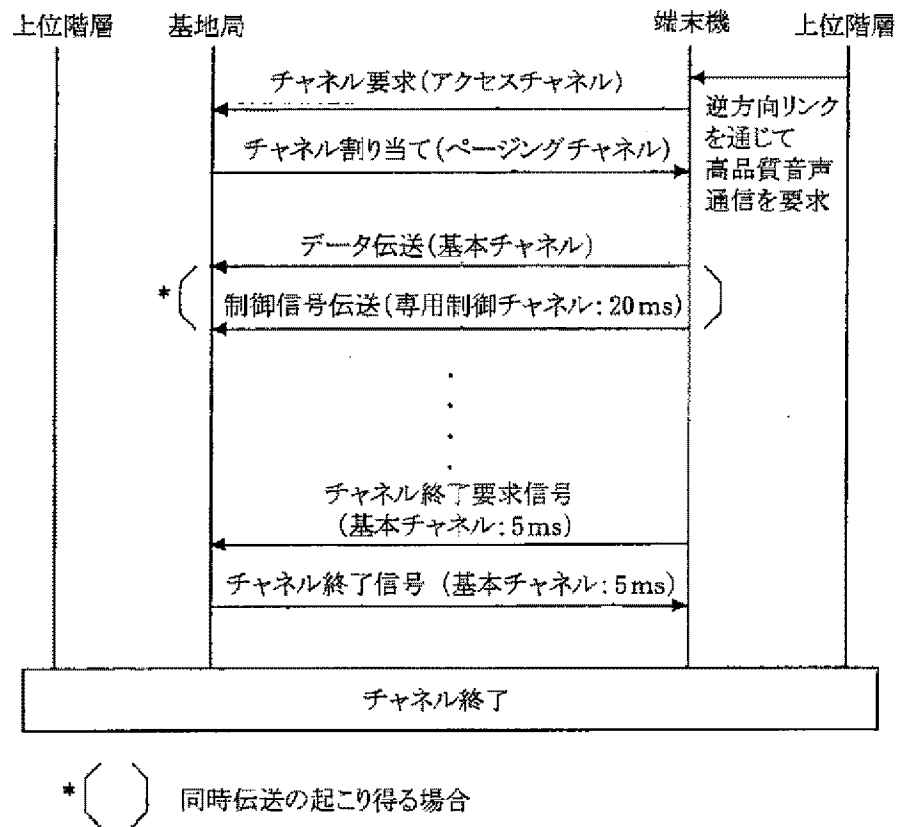 上位階層 基地局 端末機 上位階層
チャネル要求(アクセスチャネル)
逆方向リンク
を通じて
高品質音声
通信を要求
チャネル割り当て(ページングチャネル)
データ伝送(基本チャネル)
*( 制御信号伝送(専用制御チャネル:20ms) )
チャネル終了要求信号
(基本チャネル:5ms)
チャネル終了信号 (基本チャネル:5ms)
チャネル終了
*( ) 同時伝送の起こり得る場合